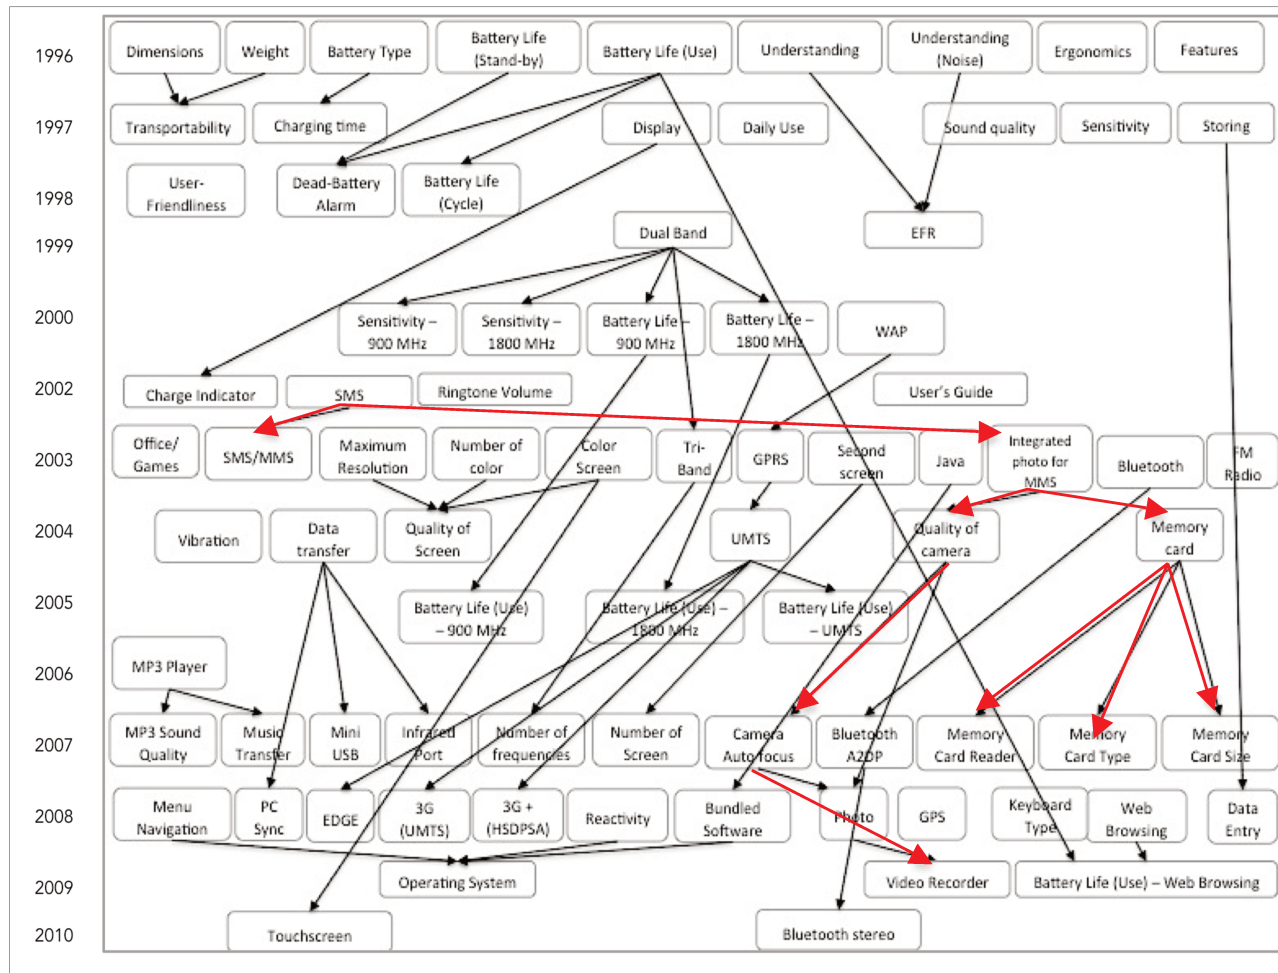 1996
Dimensions
Weight
Battery Type
Battery Life
(Stand-by)
Battery Life (Use)
Understanding
Understanding
(Noise)
Ergonomics
Features
1997
Transportability
Charging time
Display
Daily Use
Sound quality
Sensitivity
Storing
1998
User-
Friendliness
Dead-Battery
Alarm
Battery Life
(Cycle)
1999
Dual Band
EFR
2000
Sensitivity –
900 MHz
Sensitivity –
1800 MHz
Battery Life –
900 MHz
Battery Life –
1800 MHz
WAP
2002
Charge Indicator
SMS
Ringtone Volume
User's Guide
2003
Office/
Games
SMS/MMS
Maximum
Resolution
Number of
color
Color
Screen
Tri-
Band
GPRS
Second
screen
Java
Integrated
photo for
MMS
Bluetooth
FM
Radio
2004
Vibration
Data
transfer
Quality of
Screen
UMTS
Quality of
camera
Memory
card
2005
Battery Life (Use)
– 900 MHz
Battery Life (Use) –
1800 MHz
Battery Life (Use)
– UMTS
2006
MP3 Player
2007
MP3 Sound
Quality
Music
Transfer
Mini
USB
Infrared
Port
Number of
frequencies
Number of
Screen
Camera
Auto focus
Bluetooth
A2DP
Memory
Card Reader
Memory
Card Type
Memory
Card Size
2008
Menu
Navigation
PC
Sync
EDGE
3G
(UMTS)
3G +
(HSDPSA)
Reactivity
Bundled
Software
Photo
GPS
Keyboard
Type
Web
Browsing
Data
Entry
2009
Operating System
Video Recorder
Battery Life (Use) – Web Browsing
2010
Touchscreen
Bluetooth stereo